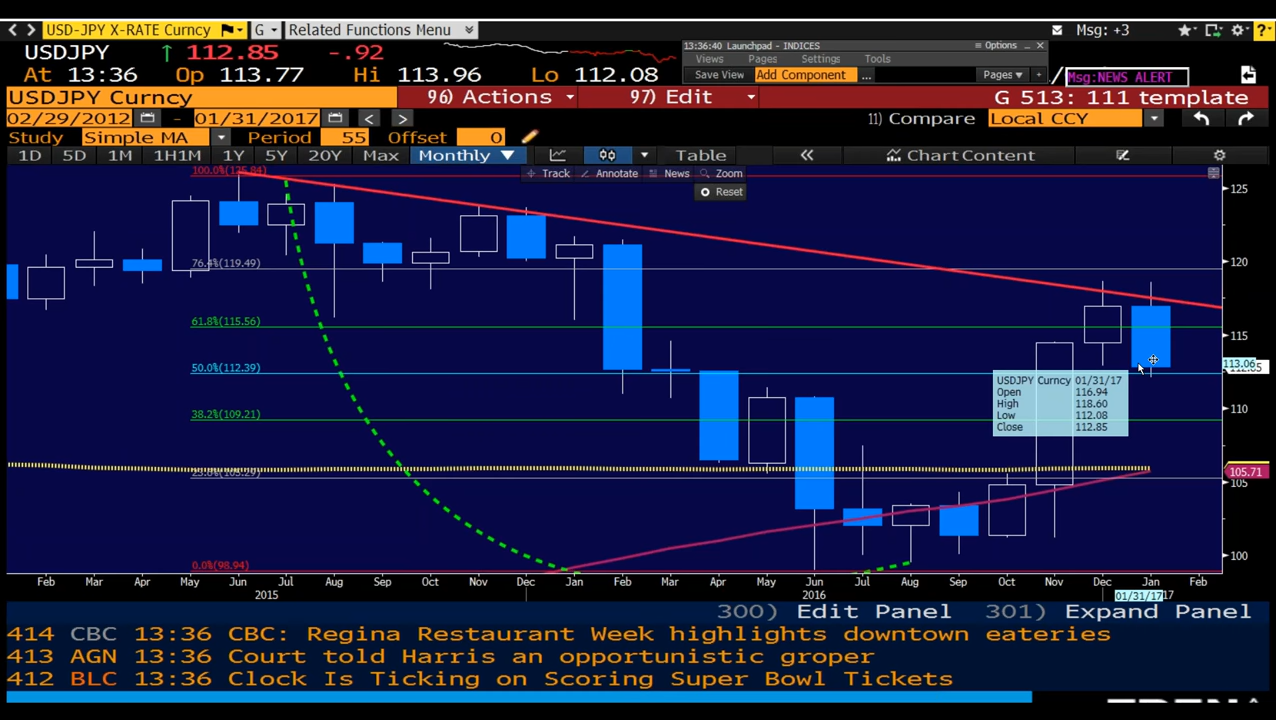 USD-JPY X-RATE Curncy G Related Functions Menu Msg: +3
USDJPY 112.85 -.92
At 13:36 Op 113.77 Hi 113.96 Lo 112.08
13:36:40 Launchpad - INDICES Options
Views Pages Settings Tools
Save View Add Component ... Pages +
/ Msg:NEWS ALERT
USDJPY Curncy 96) Actions 97) Edit G 513: 111 template
02/29/2012 - 01/31/2017 < > 11) Compare Local CCY
Study Simple MA Period 55 Offset 0
1D 5D 1M 1H1M 1Y 5Y 20Y Max Monthly Table Chart Content
Track Annotate News Zoom
Reset
100.0%(125.84)
76.4%(119.49)
61.8%(115.56)
50.0%(112.39)
38.2%(109.21)
0.0%(98.94)
125
120
115
113.06
110
105.71
105
100
USDJPY Curncy 01/31/17
Open 116.94
High 118.60
Low 112.08
Close 112.85
Feb Mar Apr May Jun Jul Aug Sep Oct Nov Dec Jan Feb Mar Apr May Jun Jul Aug Sep Oct Nov Dec Jan Feb
2015 2016 01/31/17
300) Edit Panel 301) Expand Panel
414 CBC 13:36 CBC: Regina Restaurant Week highlights downtown eateries
413 AGN 13:36 Court told Harris an opportunistic groper
412 BLC 13:36 Clock Is Ticking on Scoring Super Bowl Tickets